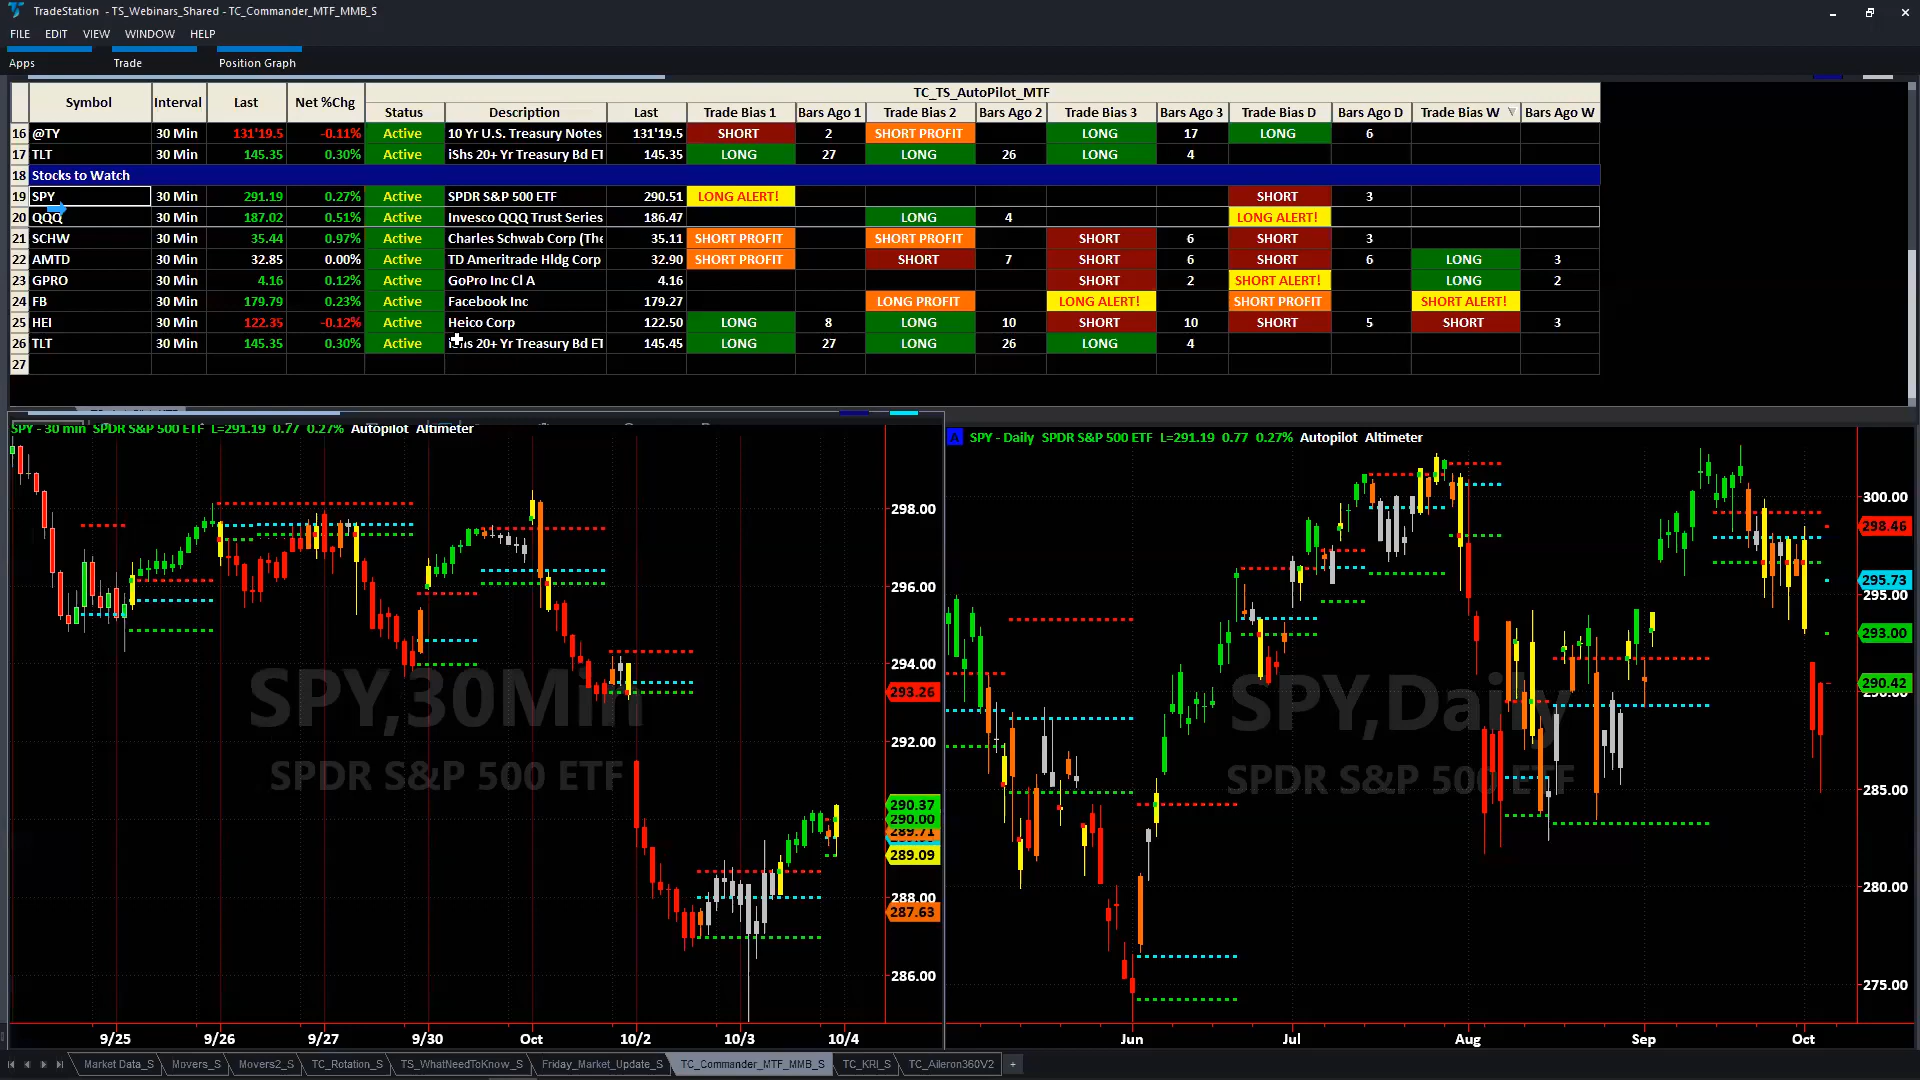 TradeStation - TS_Webinars_Shared - TC_Commander_MTF_MMB_S
FILE EDIT VIEW WINDOW HELP
Apps Trade Position Graph
TC_TS_AutoPilot_MTF
Symbol Interval Last Net %Chg Status Description Last Trade Bias 1 Bars Ago 1 Trade Bias 2 Bars Ago 2 Trade Bias 3 Bars Ago 3 Trade Bias D Bars Ago D Trade Bias W Bars Ago W
16 @TY 30 Min 131'19.5 -0.11% Active 10 Yr U.S. Treasury Notes 131'19.5 SHORT 2 SHORT PROFIT LONG 17 LONG 6
17 TLT 30 Min 145.35 0.30% Active iShs 20+ Yr Treasury Bd ET 145.35 LONG 27 LONG 26 LONG 4
18 Stocks to Watch
19 SPY 30 Min 291.19 0.27% Active SPDR S&P 500 ETF 290.51 LONG ALERT! SHORT 3
20 QQQ 30 Min 187.02 0.51% Active Invesco QQQ Trust Series 186.47 LONG 4 LONG ALERT!
21 SCHW 30 Min 35.44 0.97% Active Charles Schwab Corp (The 35.11 SHORT PROFIT SHORT PROFIT SHORT 6 SHORT 3
22 AMTD 30 Min 32.85 0.00% Active TD Ameritrade Hldg Corp 32.90 SHORT PROFIT SHORT 7 SHORT 6 SHORT 6 LONG 3
23 GPRO 30 Min 4.16 0.12% Active GoPro Inc Cl A 4.16 SHORT 2 SHORT ALERT! LONG 2
24 FB 30 Min 179.79 0.23% Active Facebook Inc 179.27 LONG PROFIT LONG ALERT! SHORT PROFIT SHORT ALERT!
25 HEI 30 Min 122.35 -0.12% Active Heico Corp 122.50 LONG 8 LONG 10 SHORT 10 SHORT 5 SHORT 3
26 TLT 30 Min 145.35 0.30% Active 20+ Yr Treasury Bd ET 145.45 LONG 27 LONG 26 LONG 4
27
SPY - 30 min SPDR S&P 500 ETF L=291.19 0.77 0.27% Autopilot Altimeter
298.00
296.00
294.00
293.26
292.00
290.37
290.00
289.71
289.09
288.00
287.63
286.00
SPY,30Min
SPDR S&P 500 ETF
9/25 9/26 9/27 9/30 Oct 10/2 10/3 10/4
A SPY - Daily SPDR S&P 500 ETF L=291.19 0.77 0.27% Autopilot Altimeter
300.00
298.46
295.73
295.00
293.00
290.42
285.00
280.00
275.00
SPY,Daily
SPDR S&P 500 ETF
Jun Jul Aug Sep Oct
Market Data_S Movers_S Movers2_S TC_Rotation_S TS_WhatNeedToKnow_S Friday_Market_Update_S TC_Commander_MTF_MMB_S TC_KRI_S TC_Aileron360V2 +